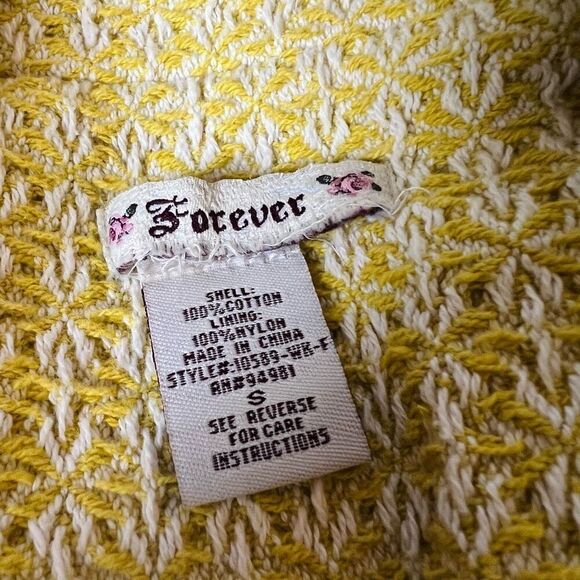 Forever
SHELL:
100% COTTON
LINING:
100% NYLON
MADE IN CHINA
STYLE#:10589-WB-F
RN#94981
S
SEE REVERSE
FOR CARE
INSTRUCTIONS